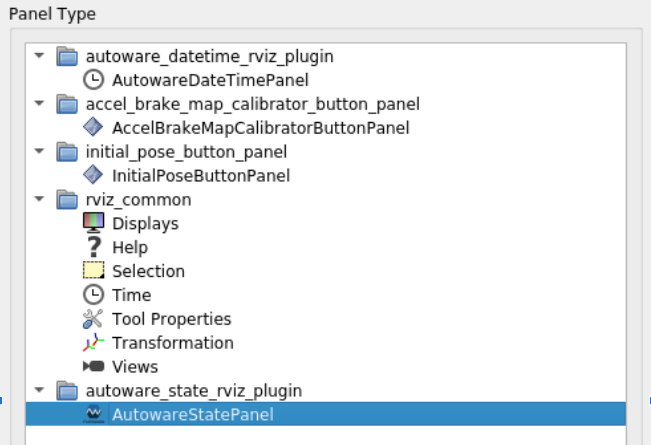 Panel Type
autoware_datetime_rviz_plugin
AutowareDateTimePanel
accel_brake_map_calibrator_button_panel
AccelBrakeMapCalibratorButtonPanel
initial_pose_button_panel
InitialPoseButtonPanel
rviz_common
Displays
Help
Selection
Time
Tool Properties
Transformation
Views
autoware_state_rviz_plugin
AutowareStatePanel